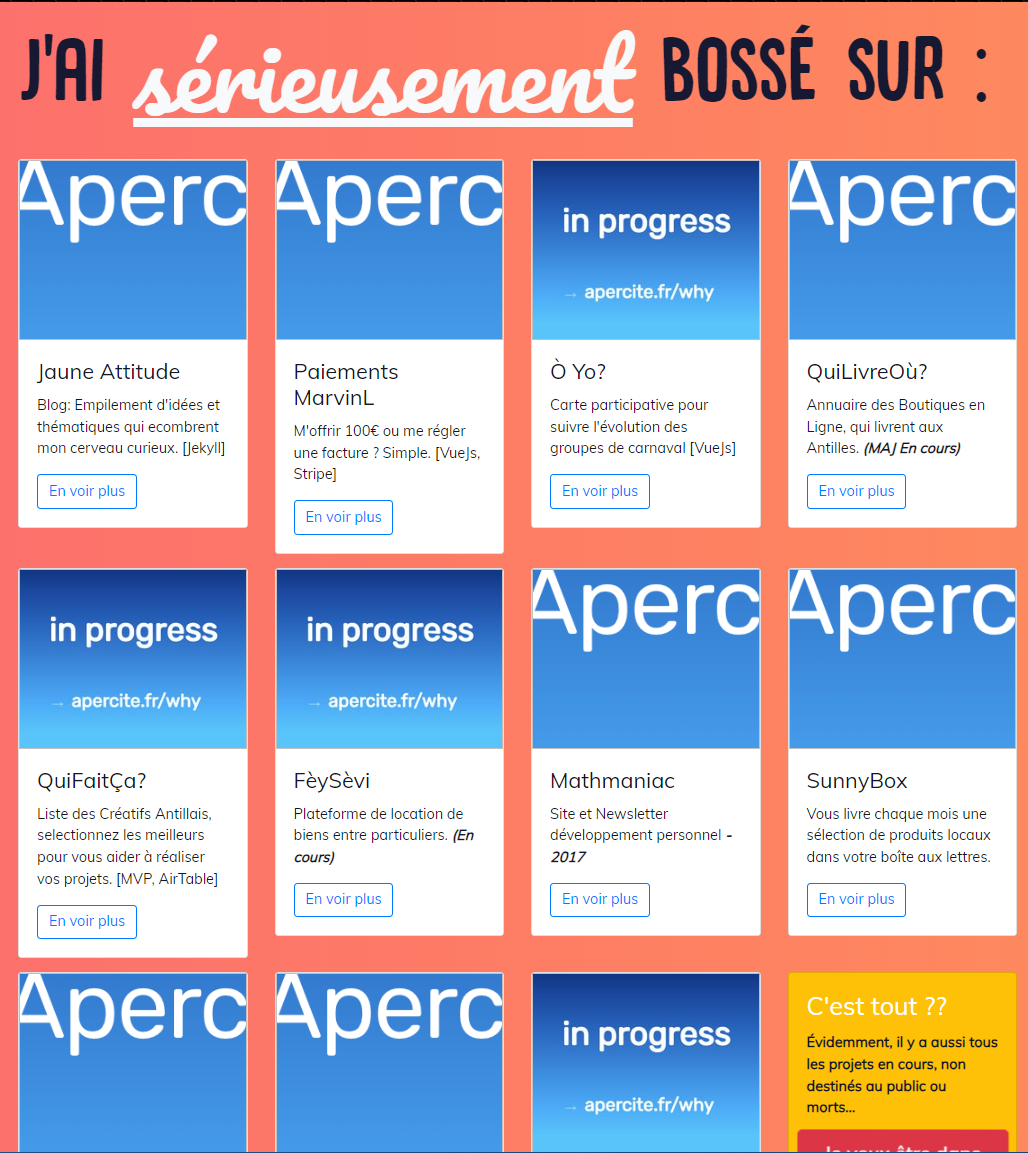 J'AI sérieusement BOSSÉ SUR :
Aperc
Aperc
in progress
→ apercite.fr/why
Aperc
Jaune Attitude
Blog: Empilement d'idées et
thématiques qui ecombrent
mon cerveau curieux. [Jekyll]
En voir plus
Paiements
MarvinL
M'offrir 100€ ou me régler
une facture ? Simple. [VueJs,
Stripe]
En voir plus
Ò Yo?
Carte participative pour
suivre l'évolution des
groupes de carnaval [VueJs]
En voir plus
QuiLivreOù?
Annuaire des Boutiques en
Ligne, qui livrent aux
Antilles. (MAJ En cours)
En voir plus
in progress
→ apercite.fr/why
in progress
→ apercite.fr/why
Aperc
Aperc
QuiFaitÇa?
Liste des Créatifs Antillais,
selectionnez les meilleurs
pour vous aider à réaliser
vos projets. [MVP, AirTable]
En voir plus
FèySèvi
Plateforme de location de
biens entre particuliers. (En
cours)
En voir plus
Mathmaniac
Site et Newsletter
développement personnel -
2017
En voir plus
SunnyBox
Vous livre chaque mois une
sélection de produits locaux
dans votre boîte aux lettres.
En voir plus
Aperc
Aperc
in progress
→ apercite.fr/why
C'est tout ??
Évidemment, il y a aussi tous
les projets en cours, non
destinés au public ou
morts...
Je veux être dans